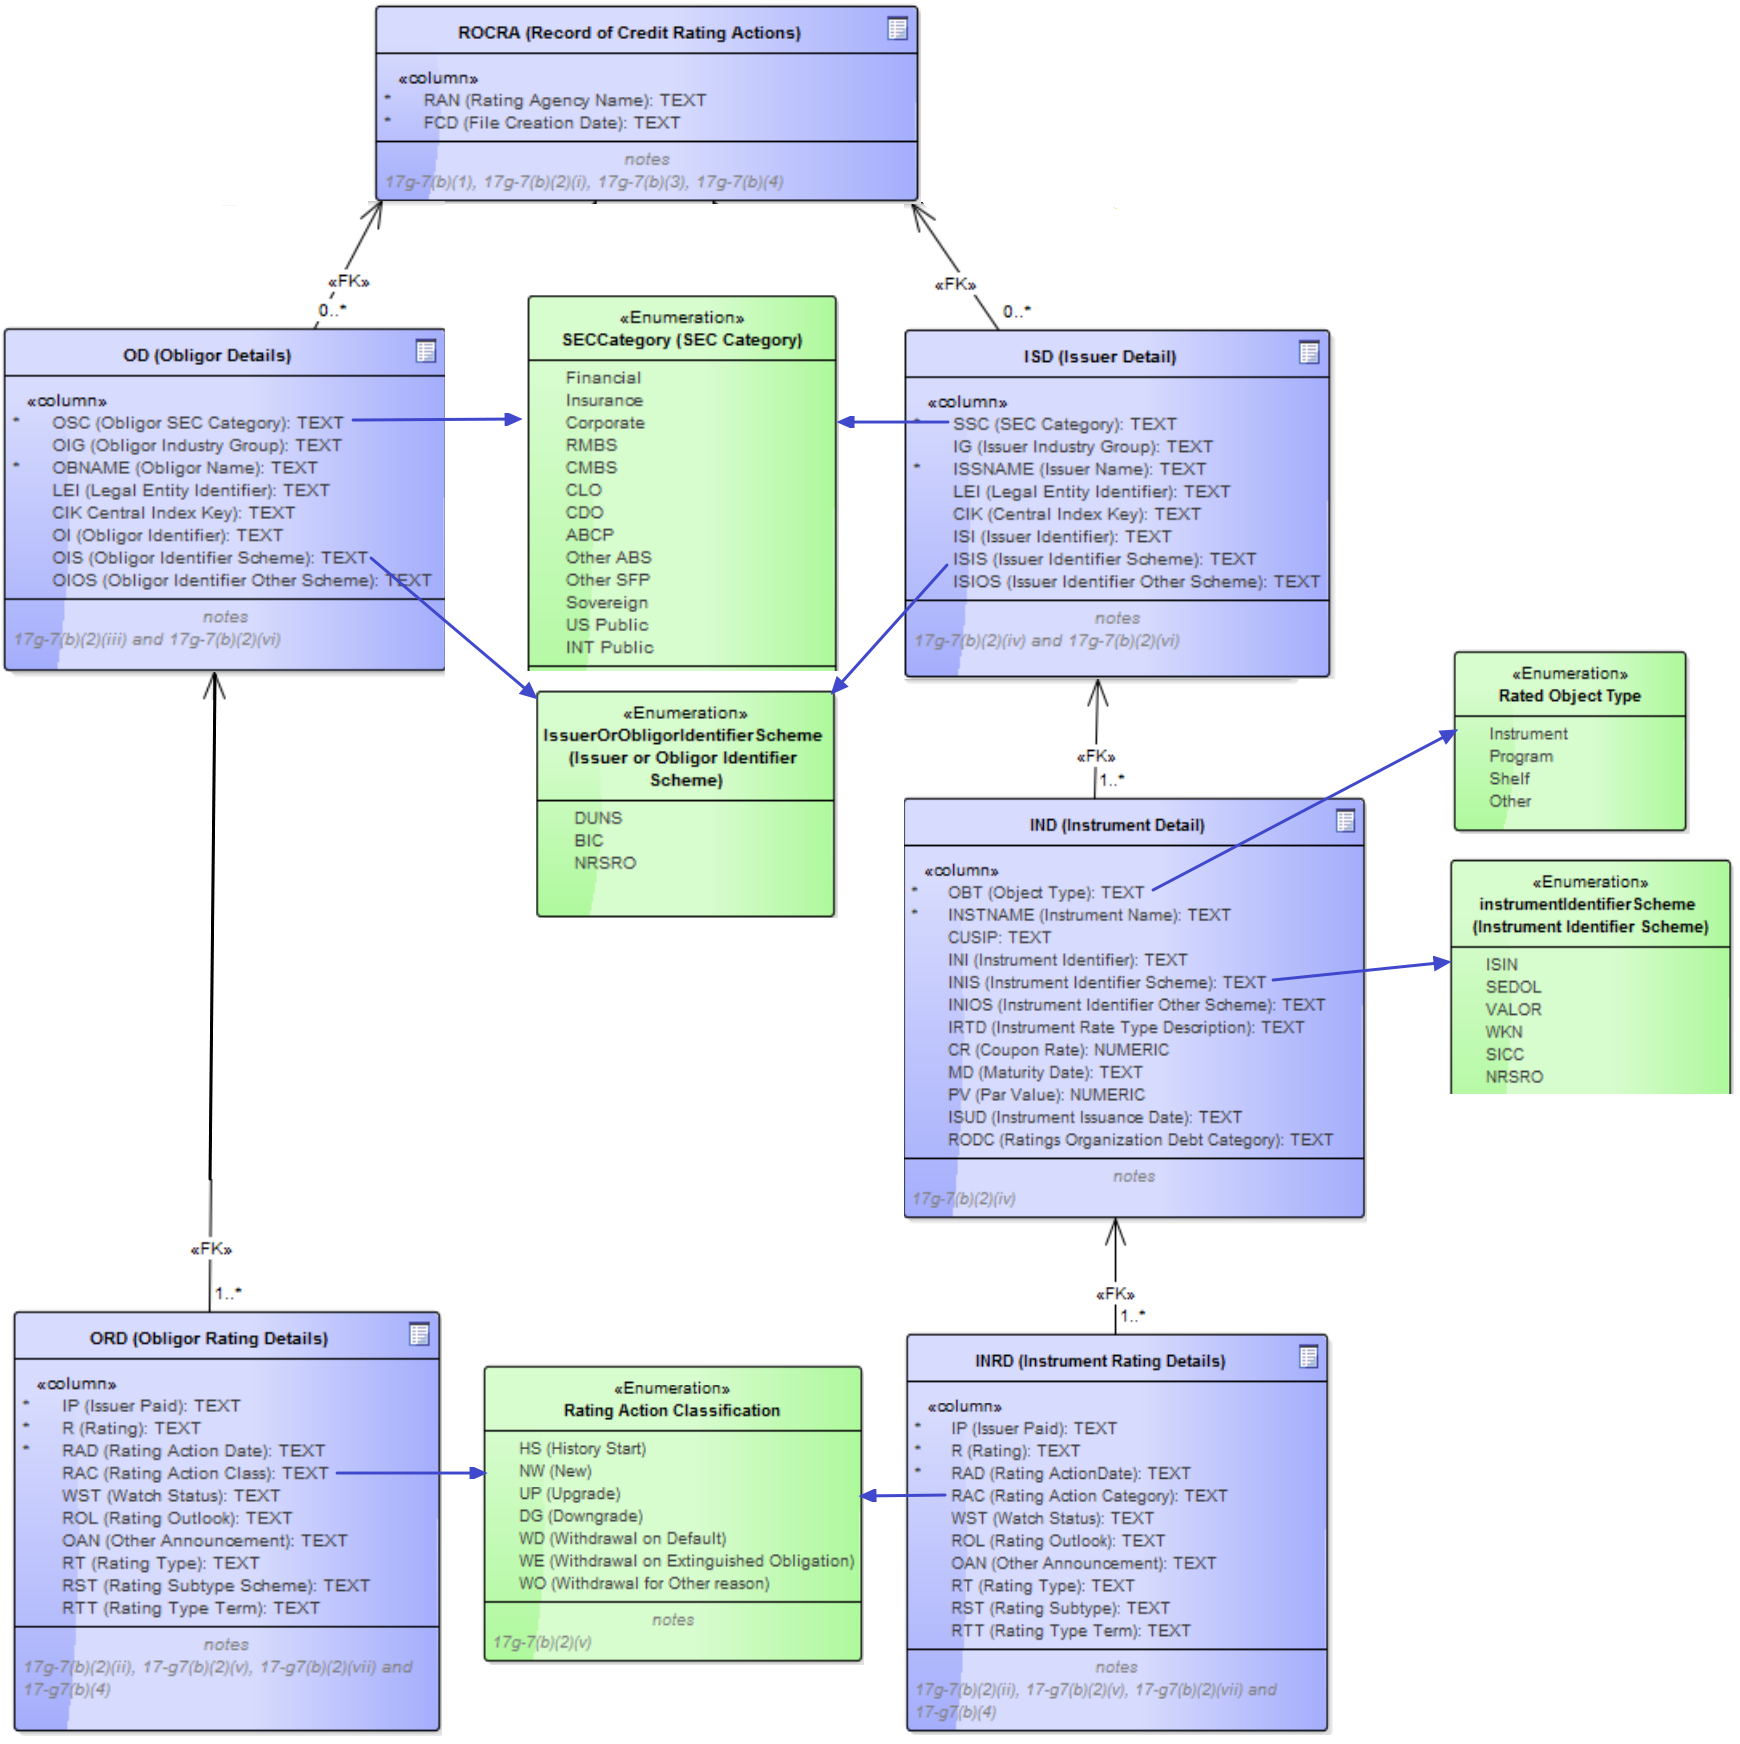 ROCRA (Record of Credit Rating Actions)
«column»
* RAN (Rating Agency Name): TEXT
* FCD (File Creation Date): TEXT
notes
17g-7(b)(1), 17g-7(b)(2)(i), 17g-7(b)(3), 17g-7(b)(4)
«FK»
0..*
«FK»
0..*
OD (Obligor Details)
«column»
* OSC (Obligor SEC Category): TEXT
OIG (Obligor Industry Group): TEXT
* OBNAME (Obligor Name): TEXT
LEI (Legal Entity Identifier): TEXT
CIK Central Index Key): TEXT
OI (Obligor Identifier): TEXT
OIS (Obligor Identifier Scheme): TEXT
OIOS (Obligor Identifier Other Scheme): TEXT
notes
17g-7(b)(2)(iii) and 17g-7(b)(2)(vi)
«Enumeration»
SECCategory (SEC Category)
Financial
Insurance
Corporate
RMBS
CMBS
CLO
CDO
ABCP
Other ABS
Other SFP
Sovereign
US Public
INT Public
ISD (Issuer Detail)
«column»
* SSC (SEC Category): TEXT
IG (Issuer Industry Group): TEXT
* ISSNAME (Issuer Name): TEXT
LEI (Legal Entity Identifier): TEXT
CIK (Central Index Key): TEXT
ISI (Issuer Identifier): TEXT
ISIS (Issuer Identifier Scheme): TEXT
ISIOS (Issuer Identifier Other Scheme): TEXT
notes
17g-7(b)(2)(iv) and 17g-7(b)(2)(vi)
«Enumeration»
IssuerOrObligorIdentifierScheme
(Issuer or Obligor Identifier
Scheme)
DUNS
BIC
NRSRO
«Enumeration»
Rated Object Type
Instrument
Program
Shelf
Other
«FK»
1..*
IND (Instrument Detail)
«column»
* OBT (Object Type): TEXT
* INSTNAME (Instrument Name): TEXT
CUSIP: TEXT
INI (Instrument Identifier): TEXT
INIS (Instrument Identifier Scheme): TEXT
INIOS (Instrument Identifier Other Scheme): TEXT
IRTD (Instrument Rate Type Description): TEXT
CR (Coupon Rate): NUMERIC
MD (Maturity Date): TEXT
PV (Par Value): NUMERIC
ISUD (Instrument Issuance Date): TEXT
RODC (Ratings Organization Debt Category): TEXT
notes
17g-7(b)(2)(iv)
«Enumeration»
instrumentIdentifierScheme
(Instrument Identifier Scheme)
ISIN
SEDOL
VALOR
WKN
SICC
NRSRO
«FK»
1..*
«FK»
1..*
ORD (Obligor Rating Details)
«column»
* IP (Issuer Paid): TEXT
* R (Rating): TEXT
* RAD (Rating Action Date): TEXT
RAC (Rating Action Class): TEXT
WST (Watch Status): TEXT
ROL (Rating Outlook): TEXT
OAN (Other Announcement): TEXT
RT (Rating Type): TEXT
RST (Rating Subtype Scheme): TEXT
RTT (Rating Type Term): TEXT
notes
17g-7(b)(2)(ii), 17-g7(b)(2)(v), 17-g7(b)(2)(vii) and
17-g7(b)(4)
«Enumeration»
Rating Action Classification
HS (History Start)
NW (New)
UP (Upgrade)
DG (Downgrade)
WD (Withdrawal on Default)
WE (Withdrawal on Extinguished Obligation)
WO (Withdrawal for Other reason)
notes
17g-7(b)(2)(v)
INRD (Instrument Rating Details)
«column»
* IP (Issuer Paid): TEXT
* R (Rating): TEXT
* RAD (Rating ActionDate): TEXT
RAC (Rating Action Category): TEXT
WST (Watch Status): TEXT
ROL (Rating Outlook): TEXT
OAN (Other Announcement): TEXT
RT (Rating Type): TEXT
RST (Rating Subtype): TEXT
RTT (Rating Type Term): TEXT
notes
17g-7(b)(2)(ii), 17-g7(b)(2)(v), 17-g7(b)(2)(vii) and
17-g7(b)(4)